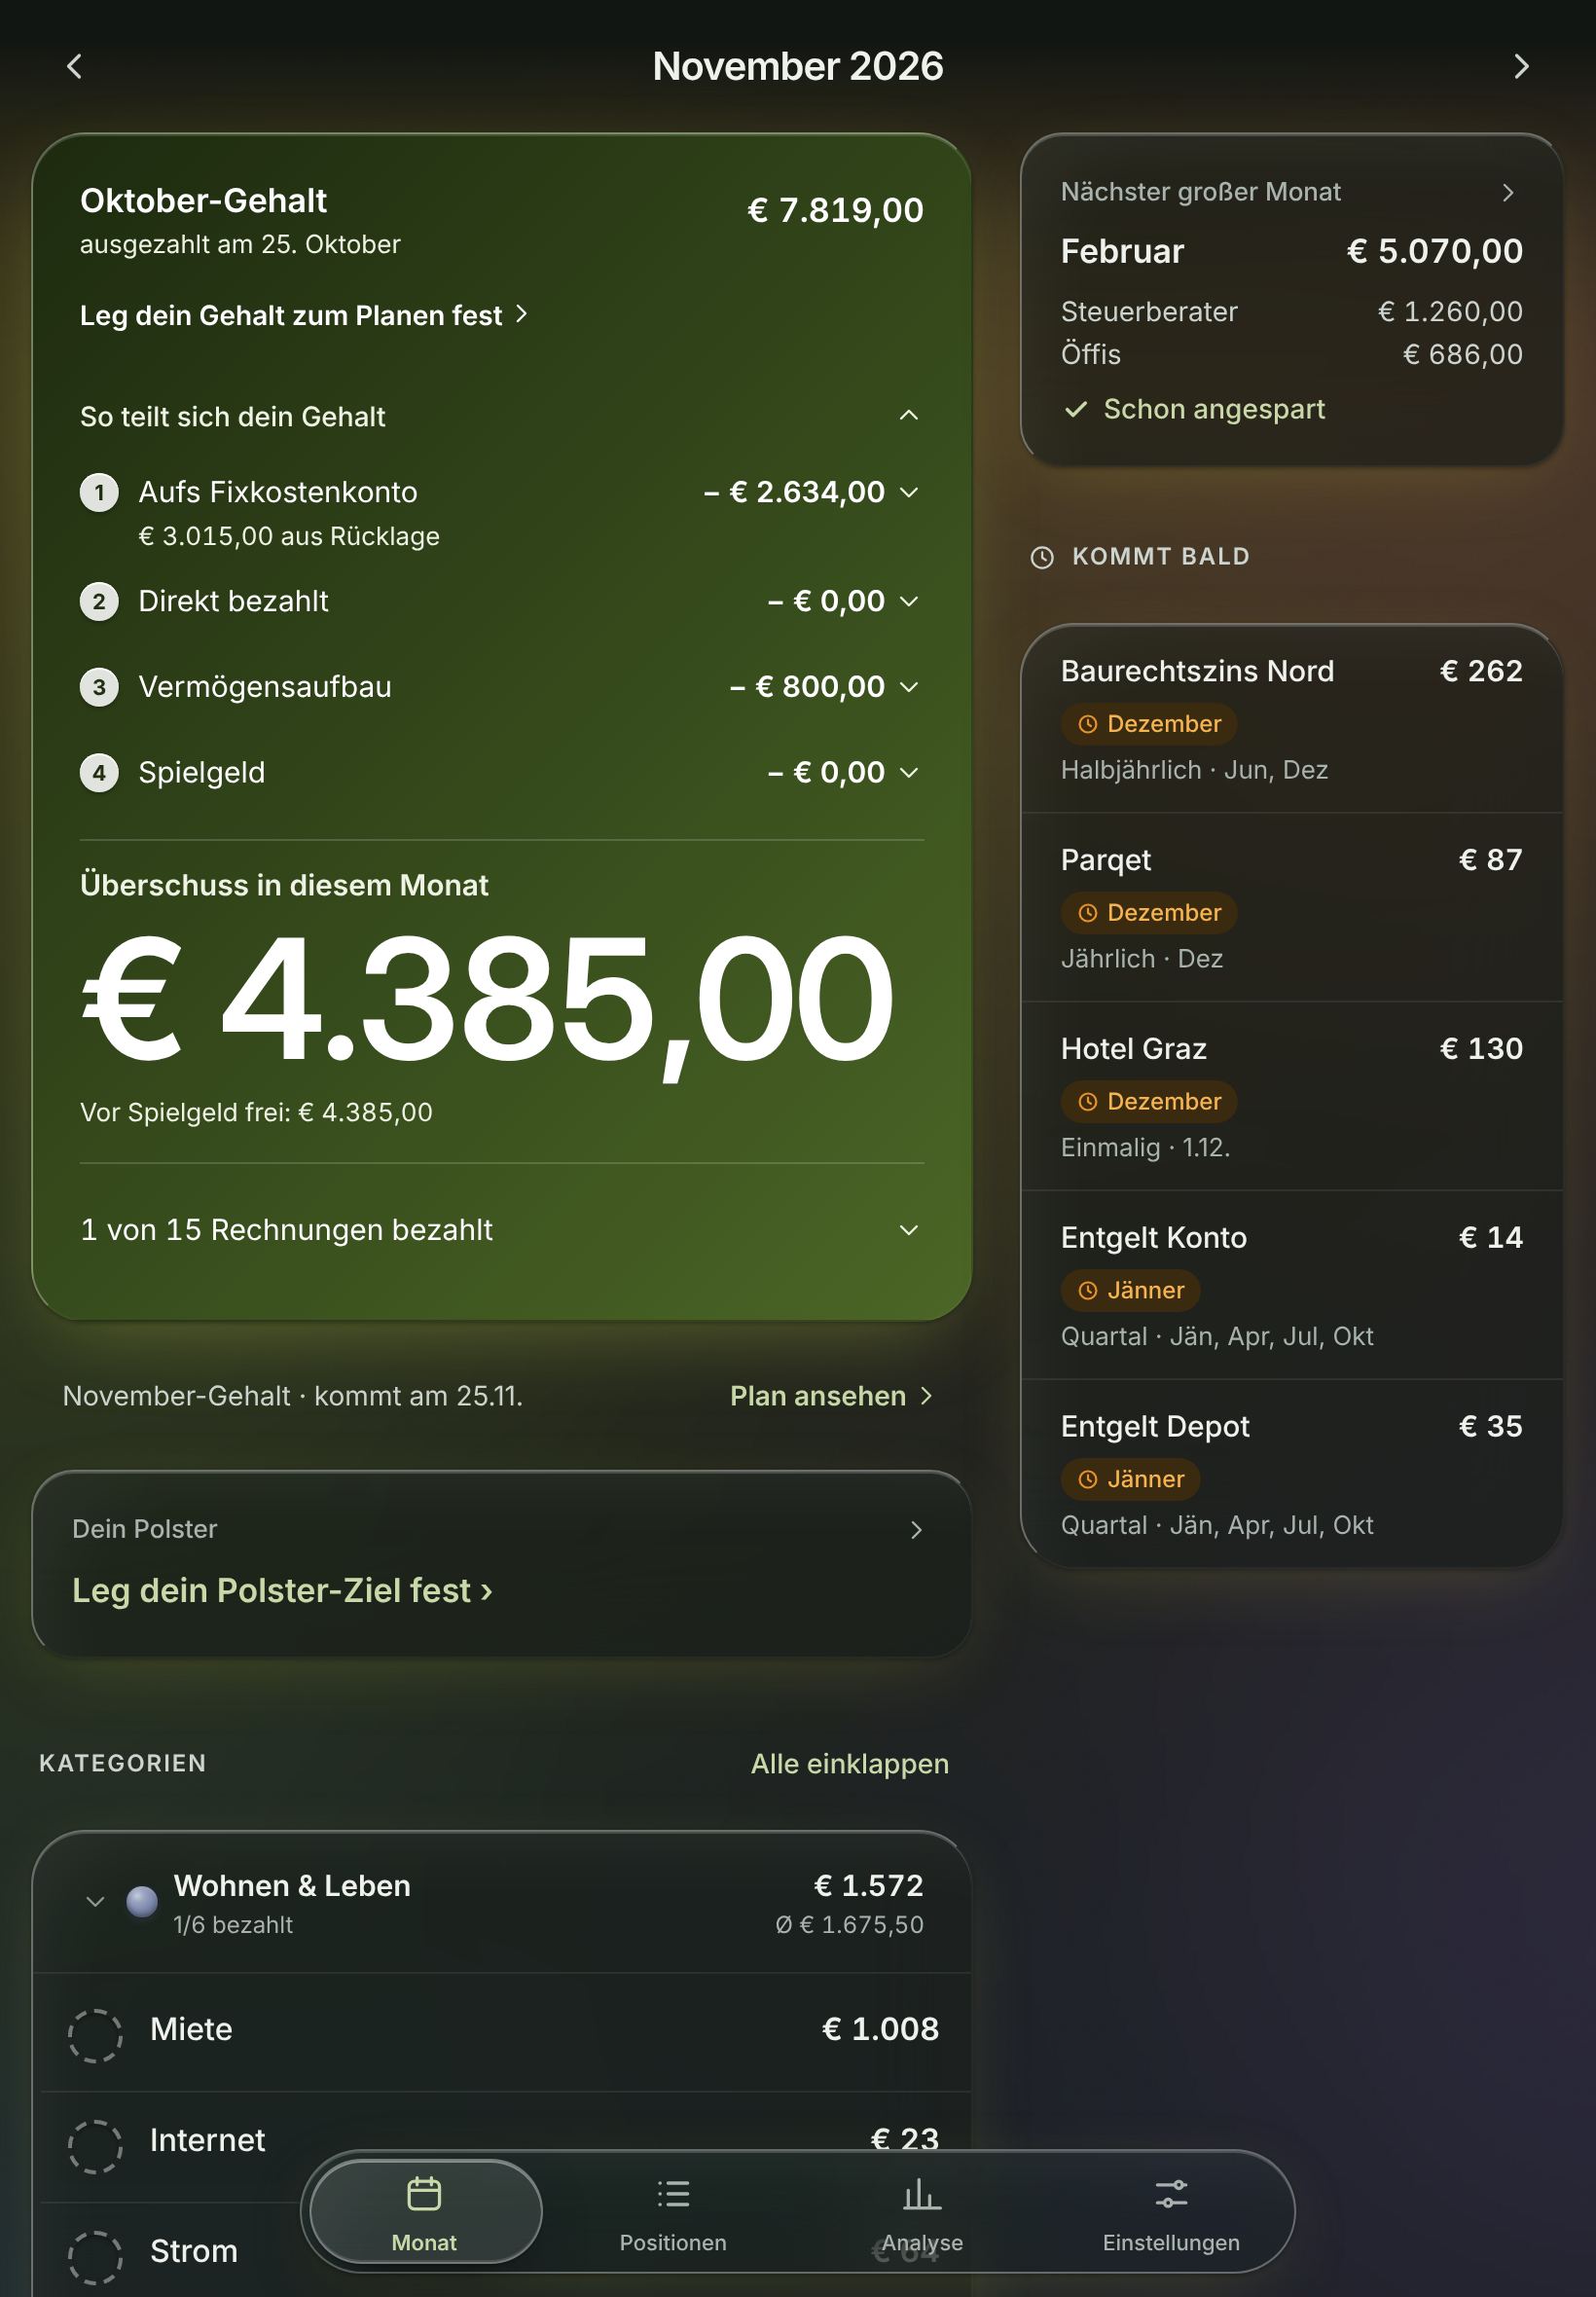 November 2026
Oktober-Gehalt
€ 7.819,00
ausgezahlt am 25. Oktober
Leg dein Gehalt zum Planen fest
So teilt sich dein Gehalt
1 Aufs Fixkostenkonto – € 2.634,00
€ 3.015,00 aus Rücklage
2 Direkt bezahlt – € 0,00
3 Vermögensaufbau – € 800,00
4 Spielgeld – € 0,00
Überschuss in diesem Monat
€ 4.385,00
Vor Spielgeld frei: € 4.385,00
1 von 15 Rechnungen bezahlt
November-Gehalt · kommt am 25.11. Plan ansehen
Dein Polster
Leg dein Polster-Ziel fest ›
KATEGORIEN Alle einklappen
Wohnen & Leben € 1.572
1/6 bezahlt Ø € 1.675,50
Miete € 1.008
Internet € 23
Strom € 64
Nächster großer Monat
Februar € 5.070,00
Steuerberater € 1.260,00
Öffis € 686,00
Schon angespart
KOMMT BALD
Baurechtszins Nord € 262
Dezember
Halbjährlich · Jun, Dez
Parqet € 87
Dezember
Jährlich · Dez
Hotel Graz € 130
Dezember
Einmalig · 1.12.
Entgelt Konto € 14
Jänner
Quartal · Jän, Apr, Jul, Okt
Entgelt Depot € 35
Jänner
Quartal · Jän, Apr, Jul, Okt
Monat Positionen Analyse Einstellungen